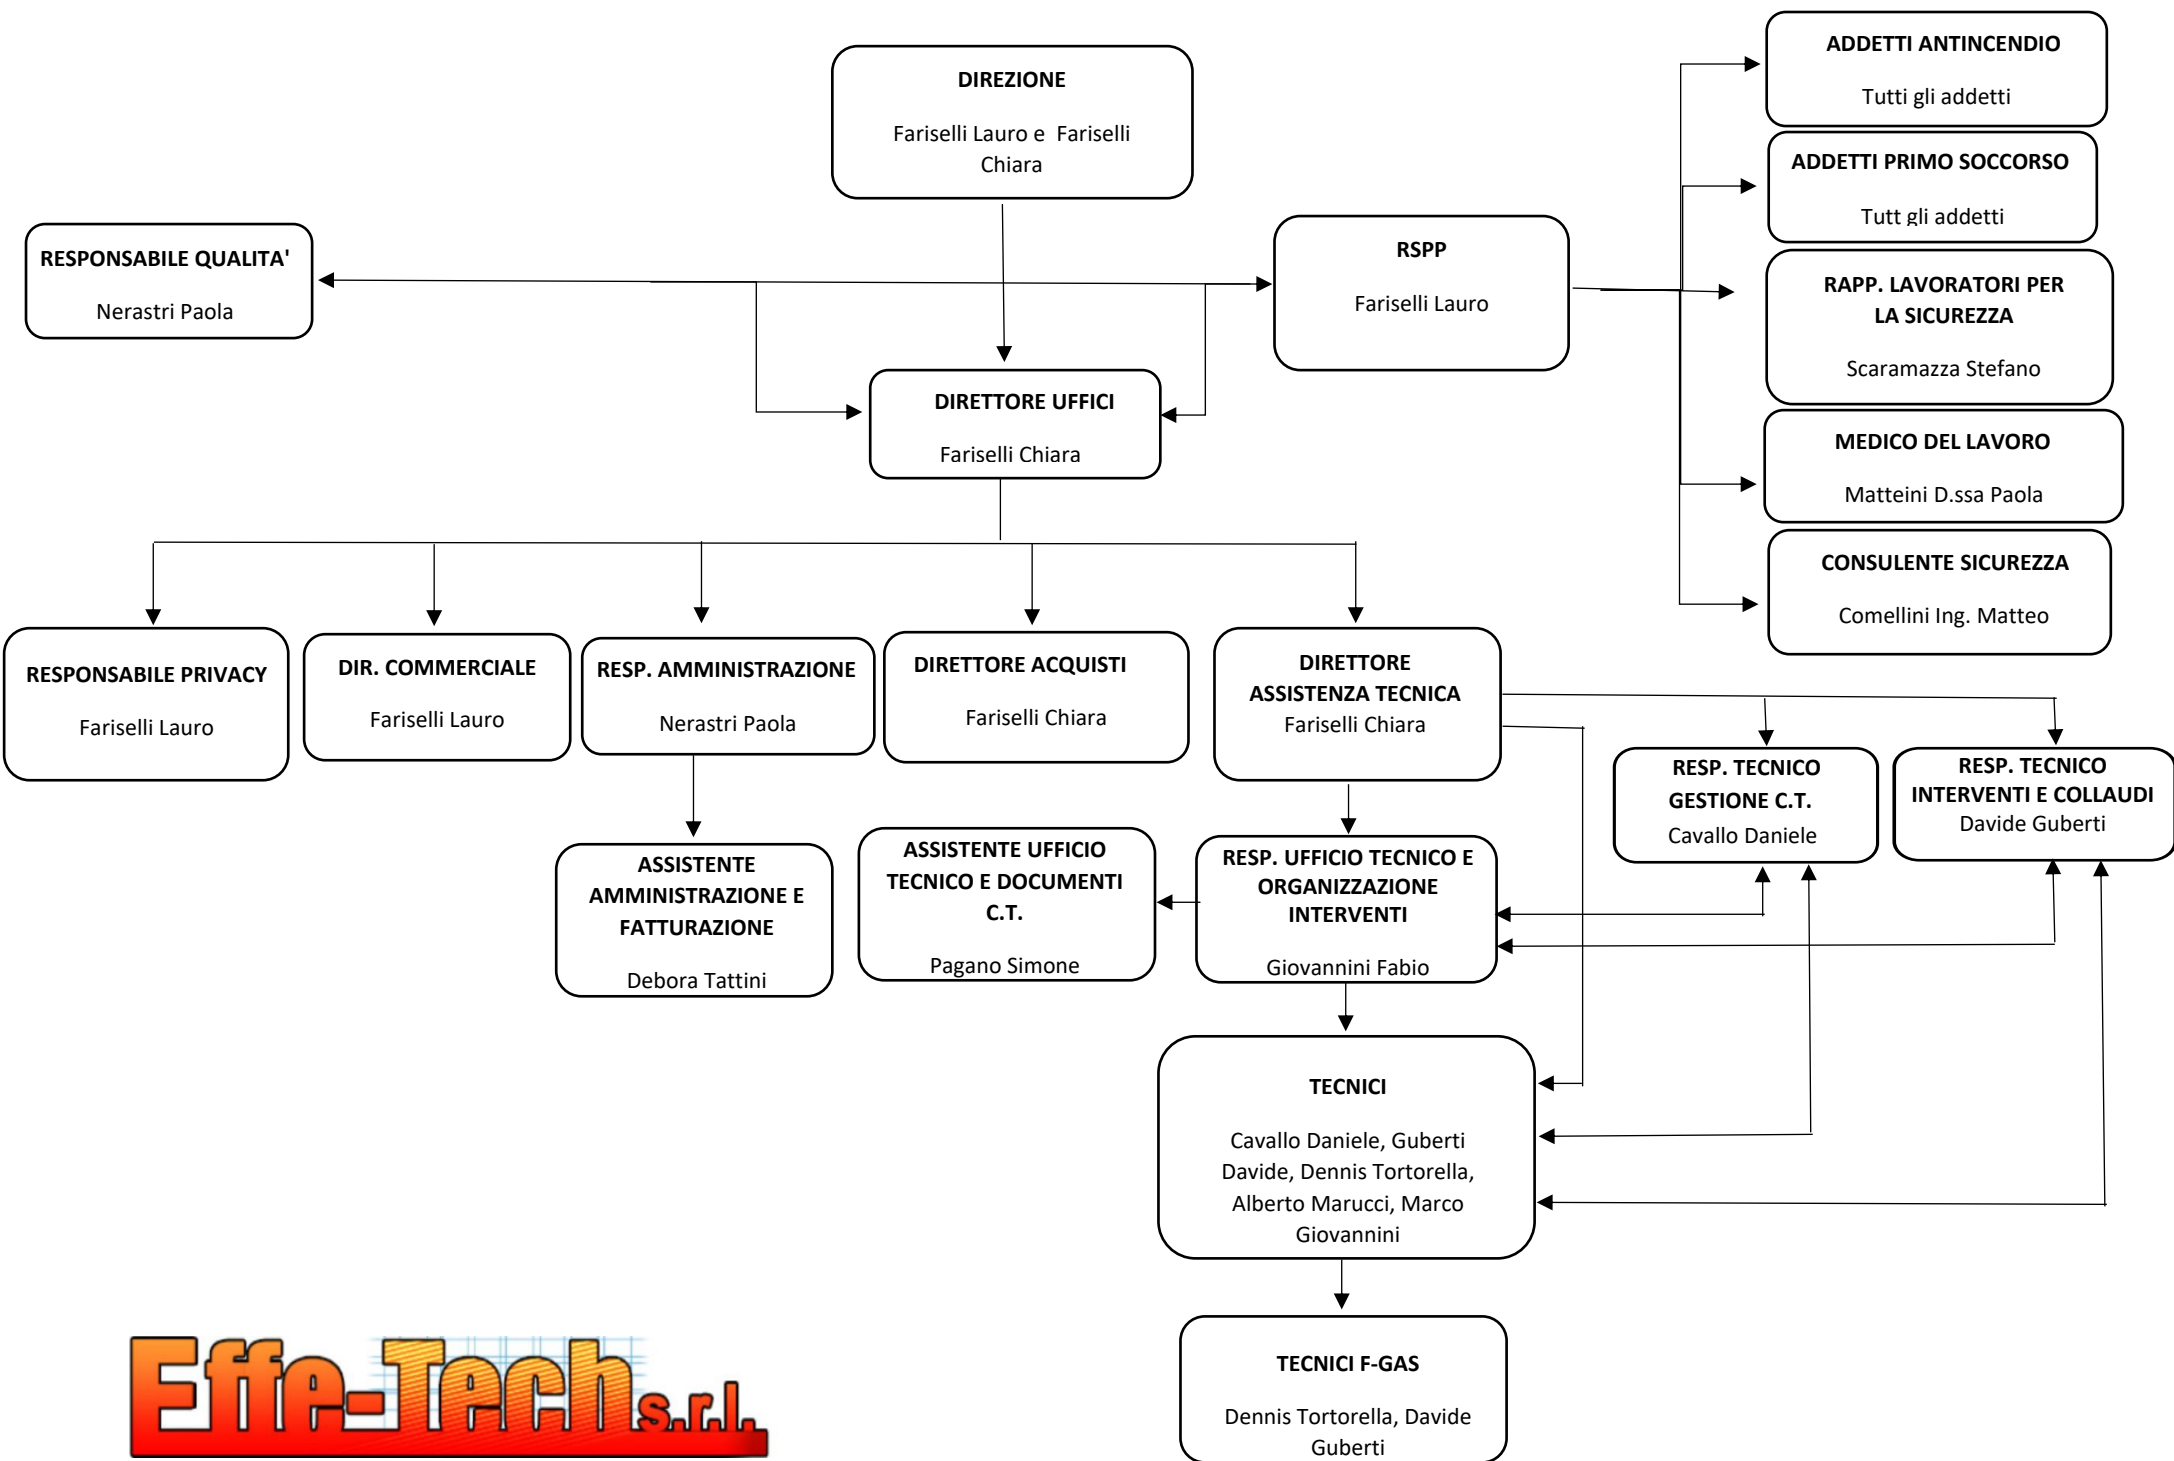 DIREZIONE
Fariselli Lauro e  Fariselli
Chiara
ADDETTI ANTINCENDIO
Tutti gli addetti
ADDETTI PRIMO SOCCORSO
Tutt gli addetti
RESPONSABILE QUALITA'
Nerastri Paola
RSPP
Fariselli Lauro
RAPP. LAVORATORI PER
LA SICUREZZA
Scaramazza Stefano
DIRETTORE UFFICI
Fariselli Chiara
MEDICO DEL LAVORO
Matteini D.ssa Paola
CONSULENTE SICUREZZA
Comellini Ing. Matteo
RESPONSABILE PRIVACY
Fariselli Lauro
DIR. COMMERCIALE
Fariselli Lauro
RESP. AMMINISTRAZIONE
Nerastri Paola
DIRETTORE ACQUISTI
Fariselli Chiara
DIRETTORE
ASSISTENZA TECNICA
Fariselli Chiara
RESP. TECNICO
GESTIONE C.T.
Cavallo Daniele
RESP. TECNICO
INTERVENTI E COLLAUDI
Davide Guberti
ASSISTENTE
AMMINISTRAZIONE E
FATTURAZIONE
Debora Tattini
ASSISTENTE UFFICIO
TECNICO E DOCUMENTI
C.T.
Pagano Simone
RESP. UFFICIO TECNICO E
ORGANIZZAZIONE
INTERVENTI
Giovannini Fabio
TECNICI
Cavallo Daniele, Guberti
Davide, Dennis Tortorella,
Alberto Marucci, Marco
Giovannini
TECNICI F-GAS
Dennis Tortorella, Davide
Guberti
Effe-Tech s.r.l.